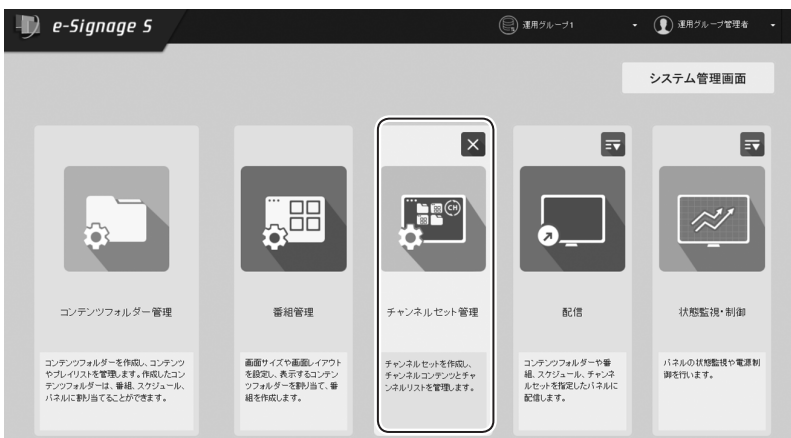 e-Signage S
運用グループ1
運用グループ管理者
システム管理画面
CH
コンテンツフォルダー管理
番組管理
チャンネルセット管理
配信
状態監視・制御
コンテンツフォルダーを作成し、コンテンツ
やプレイリストを管理します。作成したコン
テンツフォルダーは、番組、スケジュール、
パネルに割り当てることができます。
画面サイズや画面レイアウト
を設定し、表示するコンテン
ツフォルダーを割り当て、番
組を作成します。
チャンネルセットを作成し、
チャンネルコンテンツとチャ
ンネルリストを管理します。
コンテンツフォルダーや番
組、スケジュール、チャンネ
ルセットを指定したパネルに
配信します。
パネルの状態監視や電源制
御を行います。